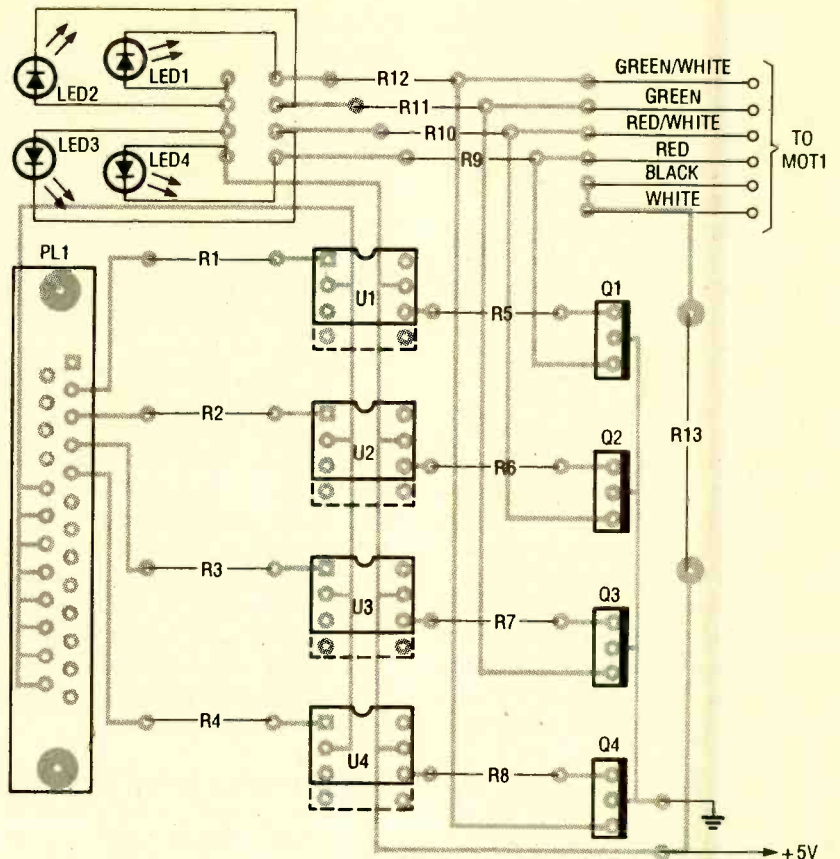 LED1
LED2
R12
GREEN/WHITE
R11
GREEN
R10
RED/WHITE
LED3
LED4
R9
RED
TO
MOT1
BLACK
WHITE
PL1
R1
U1
R5
Q1
R2
U2
R6
Q2
R13
R3
U3
R7
Q3
R4
U4
R8
Q4
+5V